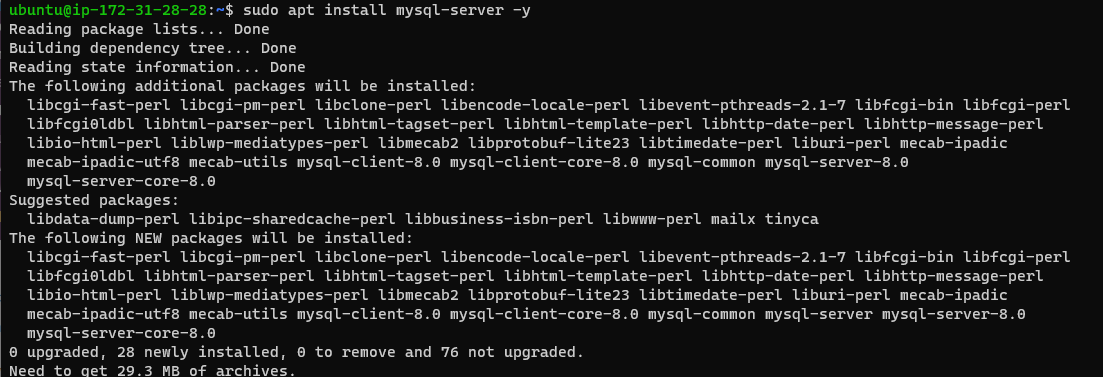 ubuntu@ip-172-31-28-28:~$ sudo apt install mysql-server -y
Reading package lists... Done
Building dependency tree... Done
Reading state information... Done
The following additional packages will be installed:
  libcgi-fast-perl libcgi-pm-perl libclone-perl libencode-locale-perl libevent-pthreads-2.1-7 libfcgi-bin libfcgi-perl
  libfcgi0ldbl libhtml-parser-perl libhtml-tagset-perl libhtml-template-perl libhttp-date-perl libhttp-message-perl
  libio-html-perl liblwp-mediatypes-perl libmecab2 libprotobuf-lite23 libtimedate-perl liburi-perl mecab-ipadic
  mecab-ipadic-utf8 mecab-utils mysql-client-8.0 mysql-client-core-8.0 mysql-common mysql-server-8.0
  mysql-server-core-8.0
Suggested packages:
  libdata-dump-perl libipc-sharedcache-perl libbusiness-isbn-perl libwww-perl mailx tinyca
The following NEW packages will be installed:
  libcgi-fast-perl libcgi-pm-perl libclone-perl libencode-locale-perl libevent-pthreads-2.1-7 libfcgi-bin libfcgi-perl
  libfcgi0ldbl libhtml-parser-perl libhtml-tagset-perl libhtml-template-perl libhttp-date-perl libhttp-message-perl
  libio-html-perl liblwp-mediatypes-perl libmecab2 libprotobuf-lite23 libtimedate-perl liburi-perl mecab-ipadic
  mecab-ipadic-utf8 mecab-utils mysql-client-8.0 mysql-client-core-8.0 mysql-common mysql-server mysql-server-8.0
  mysql-server-core-8.0
0 upgraded, 28 newly installed, 0 to remove and 76 not upgraded.
Need to get 29.3 MB of archives.